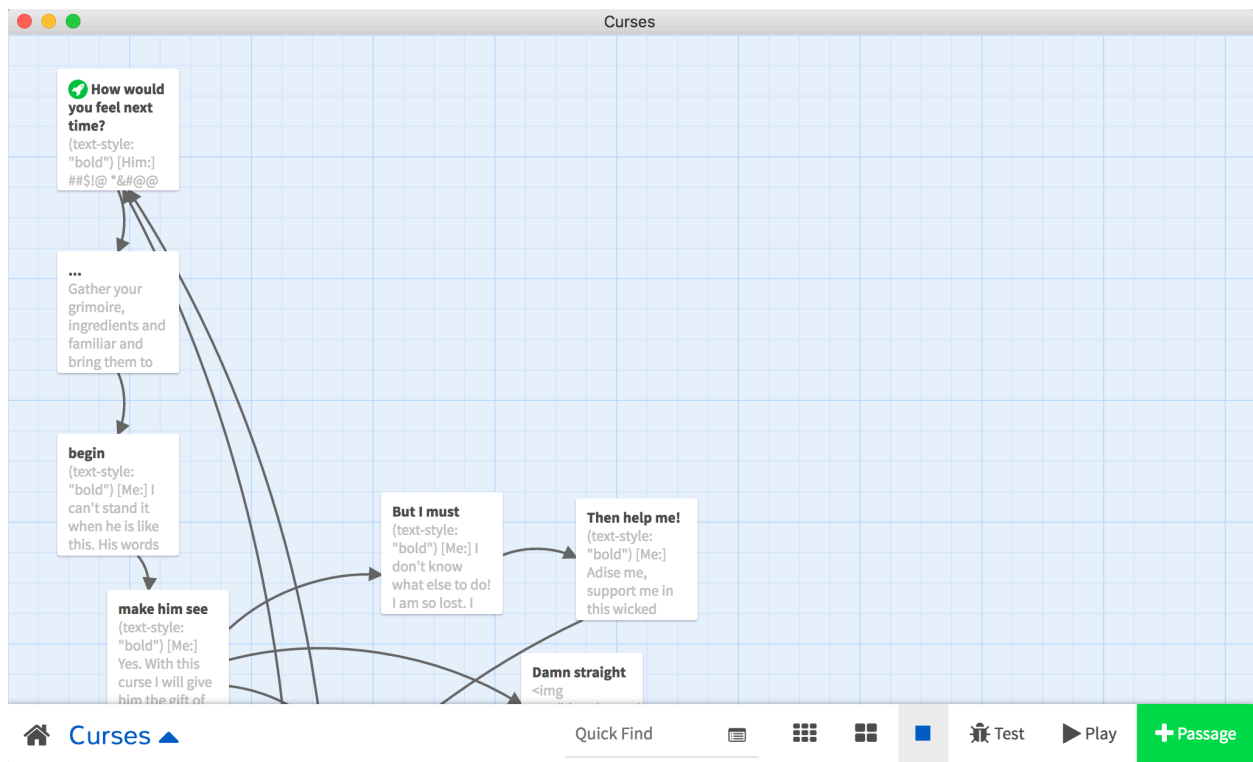 Curses
How would
you feel next
time?
(text-style:
"bold") [Him:]
##$!@ *&#@@
...
Gather your
grimoire,
ingredients and
familiar and
bring them to
begin
(text-style:
"bold") [Me:] I
can't stand it
when he is like
this. His words
make him see
(text-style:
"bold") [Me:]
Yes. With this
curse I will give
him the gift of
But I must
(text-style:
"bold") [Me:] I
don't know
what else to do!
I am so lost. I
Then help me!
(text-style:
"bold") [Me:]
Adise me,
support me in
this wicked
Damn straight
<img
Curses
Quick Find
Test
Play
Passage